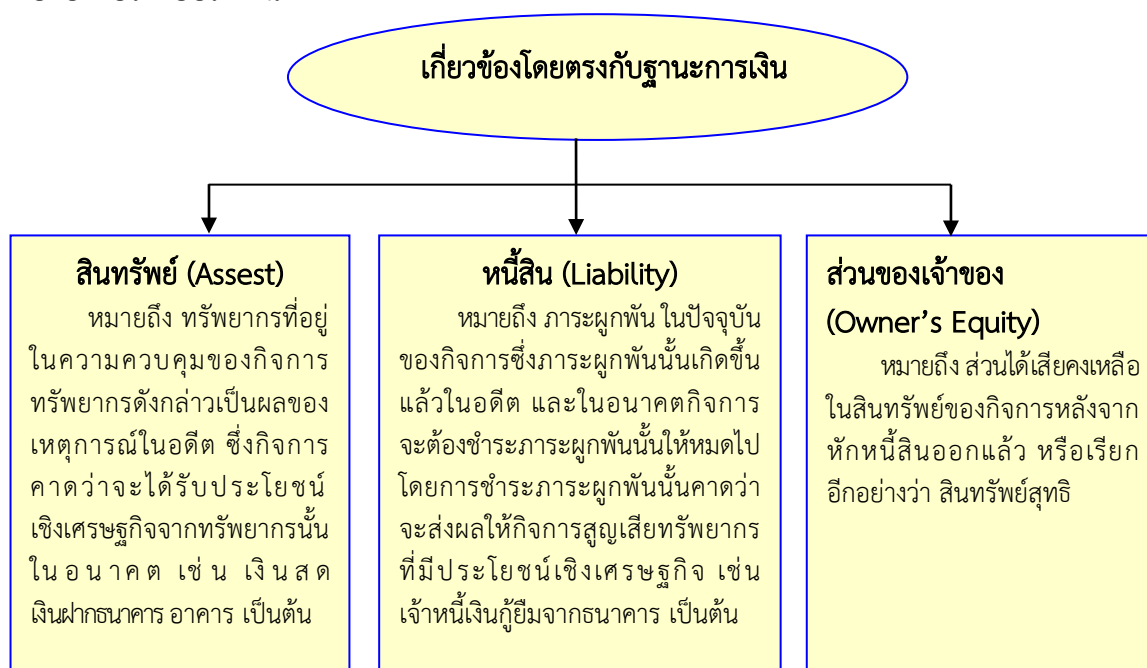 เกี่ยวข้องโดยตรงกับฐานะการเงิน
สินทรัพย์ (Assest)
หมายถึง ทรัพยากรที่อยู่
ในความควบคุมของกิจการ
ทรัพยากรดังกล่าวเป็นผลของ
เหตุการณ์ในอดีต ซึ่งกิจการ
คาดว่าจะได้รับประโยชน์
เชิงเศรษฐกิจจากทรัพยากรนั้น
ในอนาคต เช่น เงินสด
เงินฝากธนาคาร อาคาร เป็นต้น
หนี้สิน (Liability)
หมายถึง ภาระผูกพัน ในปัจจุบัน
ของกิจการซึ่งภาระผูกพันนั้นเกิดขึ้น
แล้วในอดีต และในอนาคตกิจการ
จะต้องชำระภาระผูกพันนั้นให้หมดไป
โดยการชำระภาระผูกพันนั้นคาดว่า
จะส่งผลให้กิจการสูญเสียทรัพยากร
ที่มีประโยชน์เชิงเศรษฐกิจ เช่น
เจ้าหนี้เงินกู้ยืมจากธนาคาร เป็นต้น
ส่วนของเจ้าของ
(Owner’s Equity)
หมายถึง ส่วนได้เสียคงเหลือ
ในสินทรัพย์ของกิจการหลังจาก
หักหนี้สินออกแล้ว หรือเรียก
อีกอย่างว่า สินทรัพย์สุทธิ